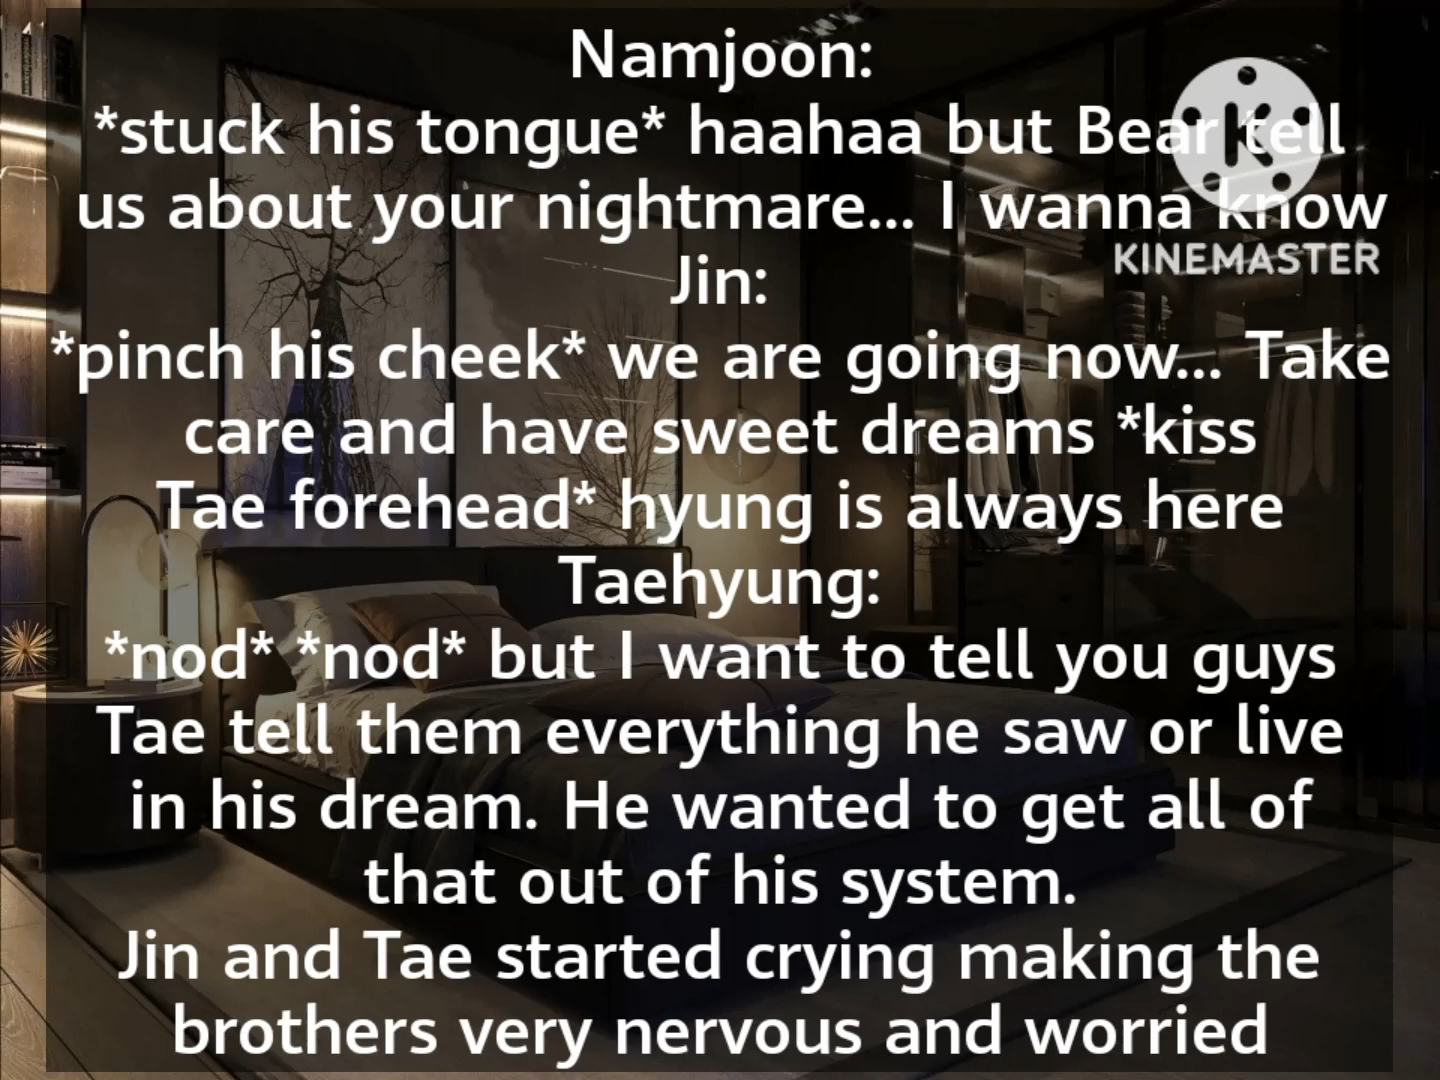 Namjoon:
*stuck his tongue* haahaa but Bear tell
us about your nightmare... I wanna know
KINEMASTER
Jin:
*pinch his cheek* we are going now... Take
care and have sweet dreams *kiss
Tae forehead* hyung is always here
Taehyung:
*nod* *nod* but I want to tell you guys
Tae tell them everything he saw or live
in his dream. He wanted to get all of
that out of his system.
Jin and Tae started crying making the
brothers very nervous and worried